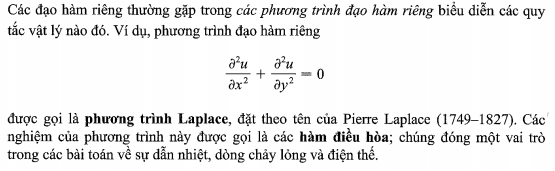 Các đạo hàm riêng thường gặp trong các phương trình đạo hàm riêng biểu diễn các quy
tắc vật lý nào đó. Ví dụ, phương trình đạo hàm riêng
∂²u/∂x² + ∂²u/∂y² = 0
được gọi là phương trình Laplace, đặt theo tên của Pierre Laplace (1749–1827). Các
nghiệm của phương trình này được gọi là các hàm điều hòa; chúng đóng một vai trò
trong các bài toán về sự dẫn nhiệt, dòng chảy lỏng và điện thế.